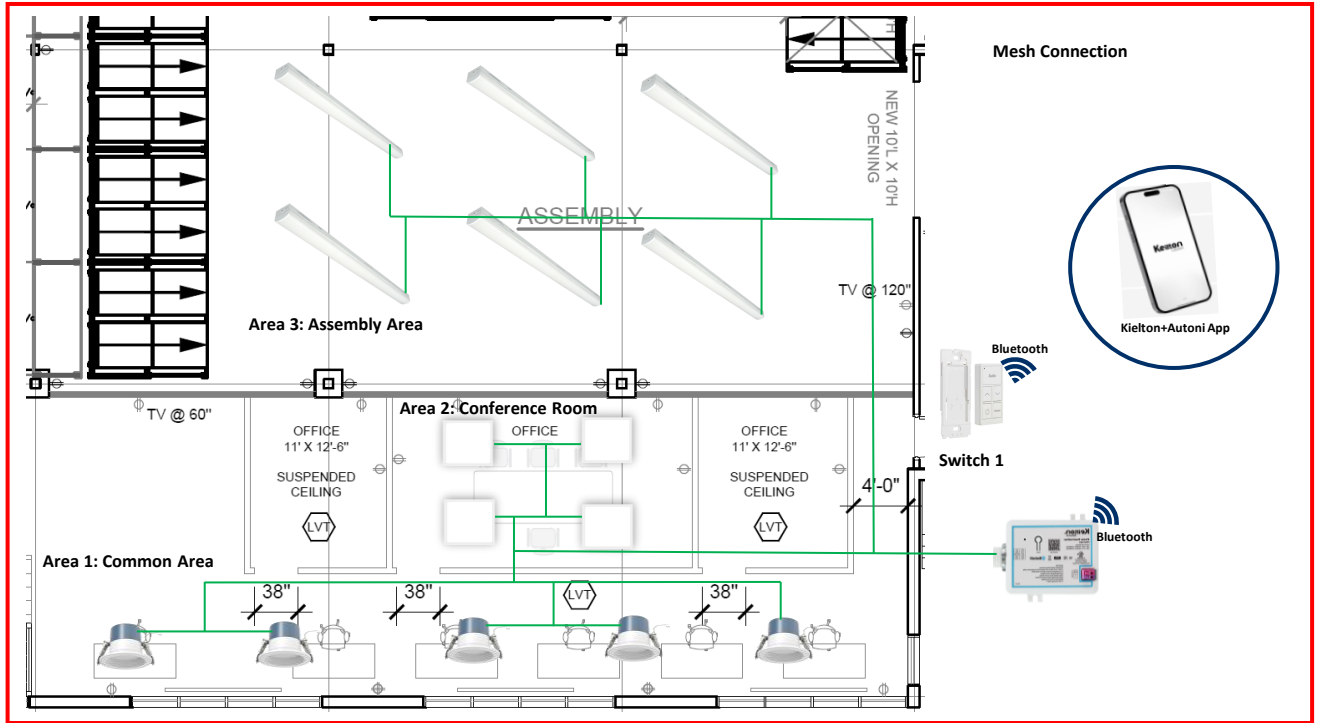 Mesh Connection
NEW 10'L X 10'H
OPENING
ASSEMBLY
TV @ 120"
Area 3: Assembly Area
Kielton
Kielton+Autoni App
Bluetooth
Switch 1
TV @ 60"
Area 2: Conference Room
OFFICE
11' X 12'-6"
SUSPENDED
CEILING
LVT
OFFICE
OFFICE
11' X 12'-6"
SUSPENDED
CEILING
LVT
4'-0"
Bluetooth
Area 1: Common Area
38"
38"
LVT
38"